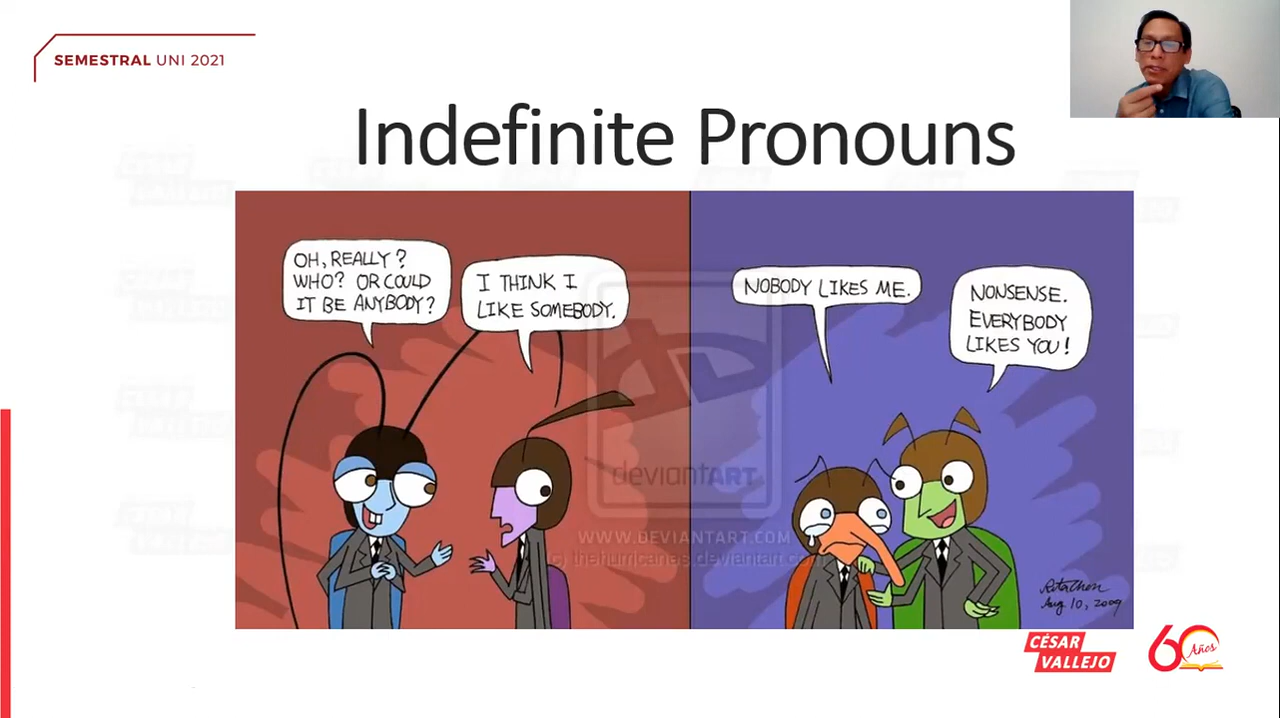 SEMESTRAL UNI 2021
Indefinite Pronouns
OH, REALLY?
WHO? OR COULD
IT BE ANYBODY?
I THINK I
LIKE SOMEBODY.
NOBODY LIKES ME.
NONSENSE.
EVERYBODY
LIKES YOU!
deviantART
WWW.DEVIANTART.COM
Aug. 10, 2009
CÉSAR
VALLEJO
60 Años